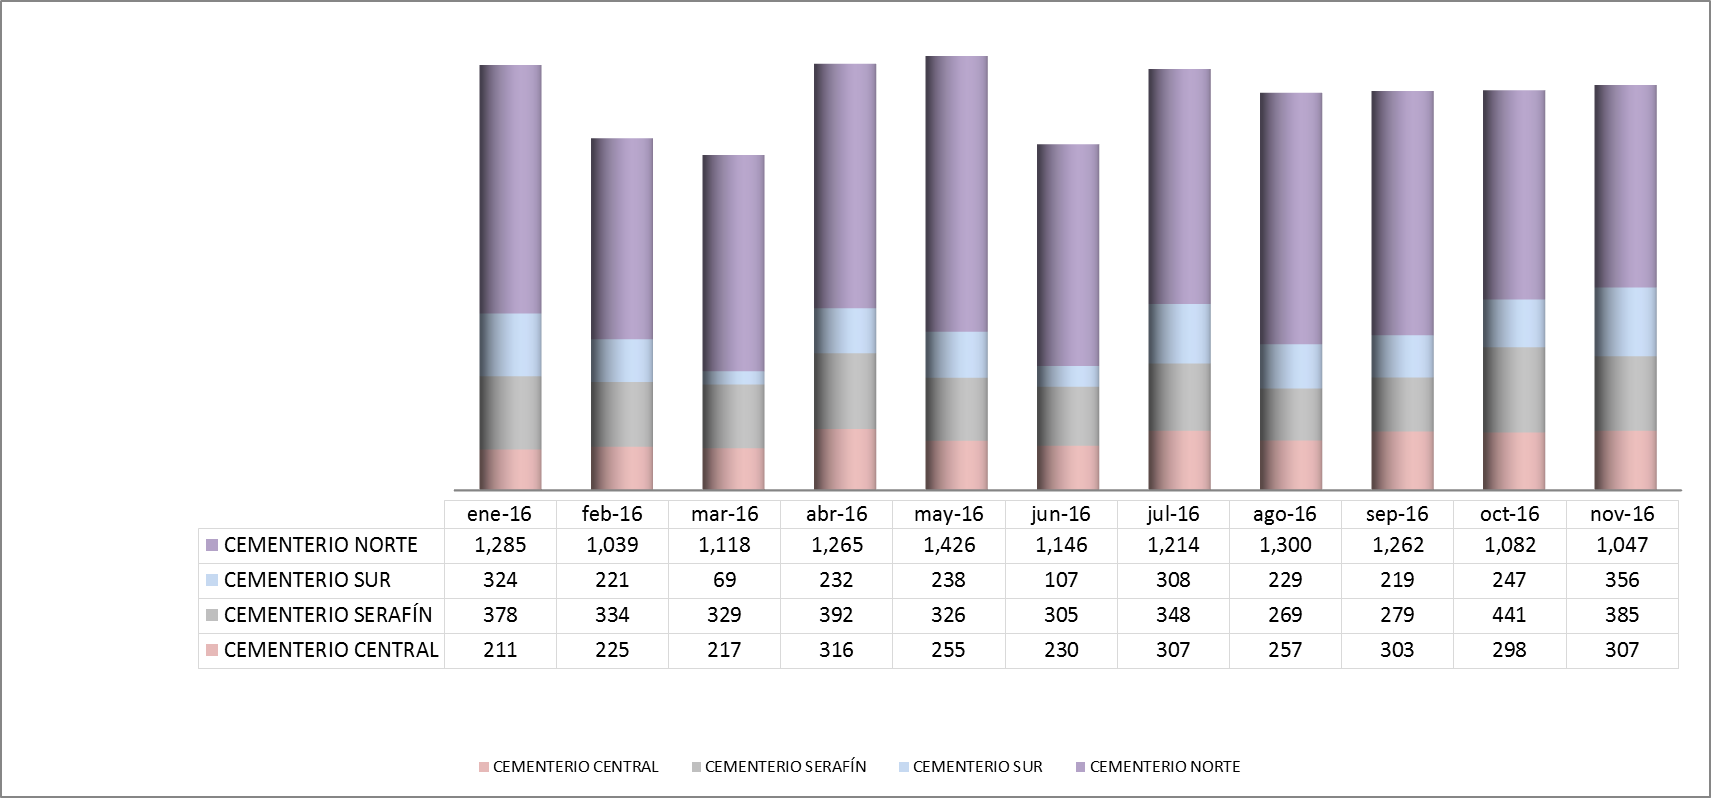 ene-16 feb-16 mar-16 abr-16 may-16 jun-16 jul-16 ago-16 sep-16 oct-16 nov-16
CEMENTERIO NORTE 1,285 1,039 1,118 1,265 1,426 1,146 1,214 1,300 1,262 1,082 1,047
CEMENTERIO SUR 324 221 69 232 238 107 308 229 219 247 356
CEMENTERIO SERAFÍN 378 334 329 392 326 305 348 269 279 441 385
CEMENTERIO CENTRAL 211 225 217 316 255 230 307 257 303 298 307
CEMENTERIO CENTRAL CEMENTERIO SERAFÍN CEMENTERIO SUR CEMENTERIO NORTE